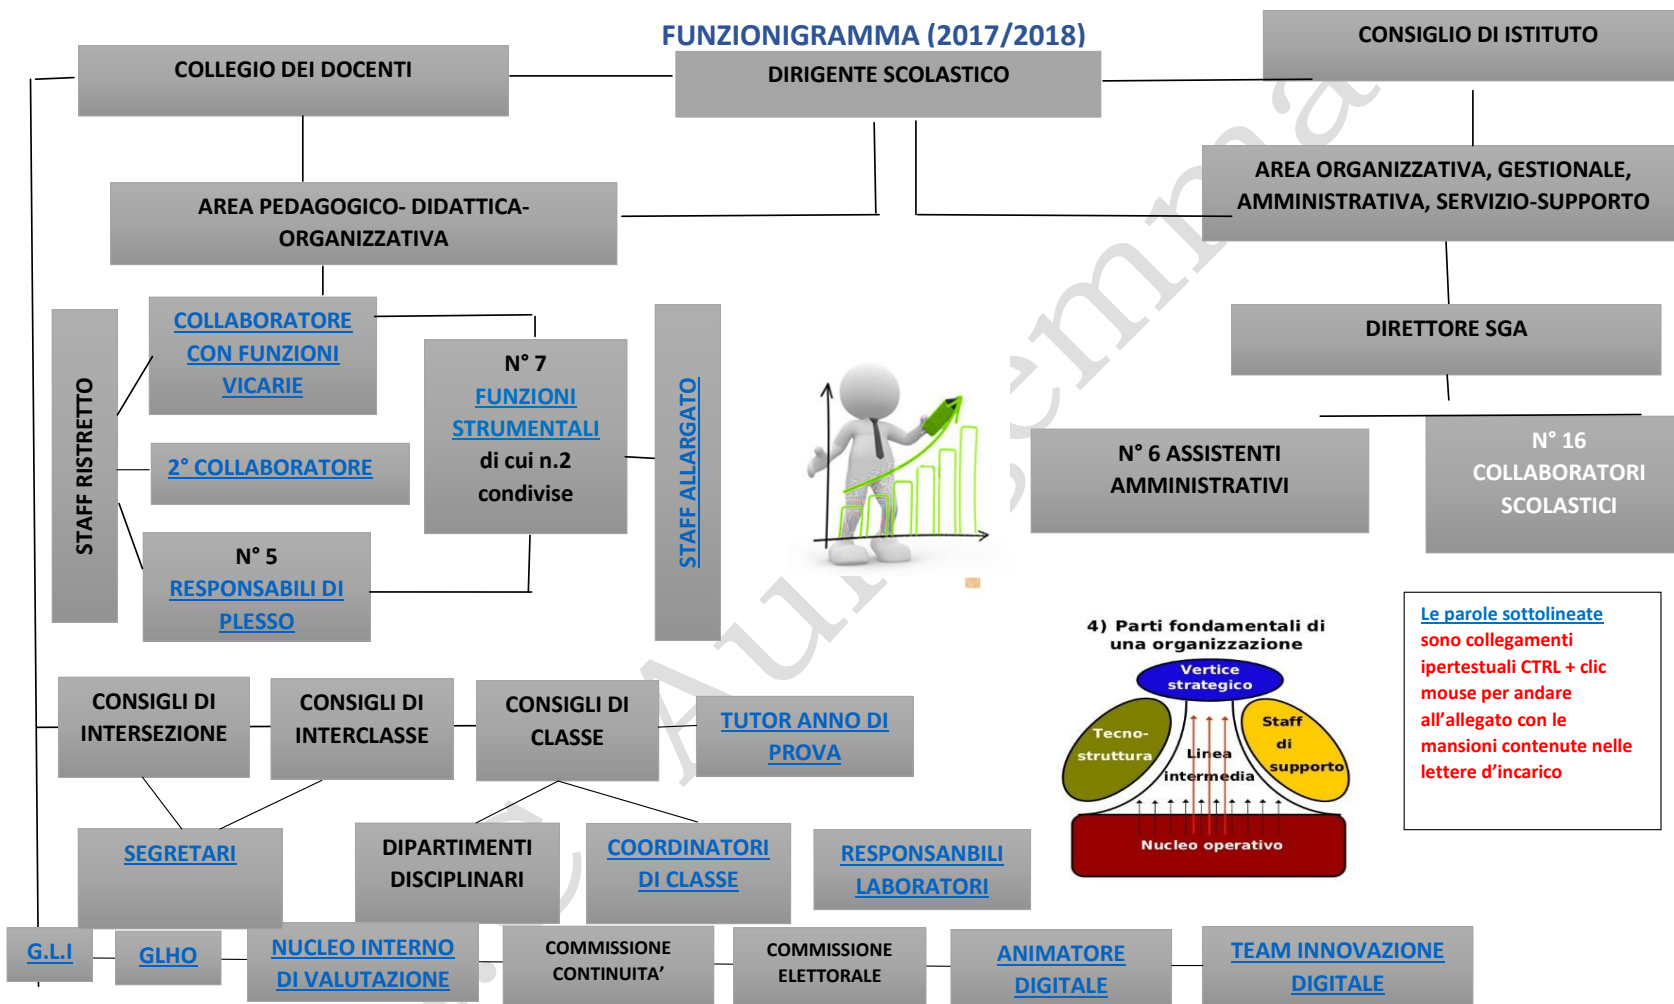 FUNZIONIGRAMMA (2017/2018)
COLLEGIO DEI DOCENTI
DIRIGENTE SCOLASTICO
CONSIGLIO DI ISTITUTO
AREA PEDAGOGICO- DIDATTICA-
ORGANIZZATIVA
AREA ORGANIZZATIVA, GESTIONALE,
AMMINISTRATIVA, SERVIZIO-SUPPORTO
STAFF RISTRETTO
COLLABORATORE
CON FUNZIONI
VICARIE
2° COLLABORATORE
N° 5
RESPONSABILI DI
PLESSO
N° 7
FUNZIONI
STRUMENTALI
di cui n.2
condivise
STAFF ALLARGATO
DIRETTORE SGA
N° 6 ASSISTENTI
AMMINISTRATIVI
N° 16
COLLABORATORI
SCOLASTICI
4) Parti fondamentali di
una organizzazione
Vertice
strategico
Tecno-
struttura
Linea
intermedia
Staff
di
supporto
Nucleo operativo
Le parole sottolineate
sono collegamenti
ipertestuali CTRL + clic
mouse per andare
all’allegato con le
mansioni contenute nelle
lettere d’incarico
CONSIGLI DI
INTERSEZIONE
CONSIGLI DI
INTERCLASSE
CONSIGLI DI
CLASSE
TUTOR ANNO DI
PROVA
SEGRETARI
DIPARTIMENTI
DISCIPLINARI
COORDINATORI
DI CLASSE
RESPONSANBILI
LABORATORI
G.L.I
GLHO
NUCLEO INTERNO
DI VALUTAZIONE
COMMISSIONE
CONTINUITA’
COMMISSIONE
ELETTORALE
ANIMATORE
DIGITALE
TEAM INNOVAZIONE
DIGITALE